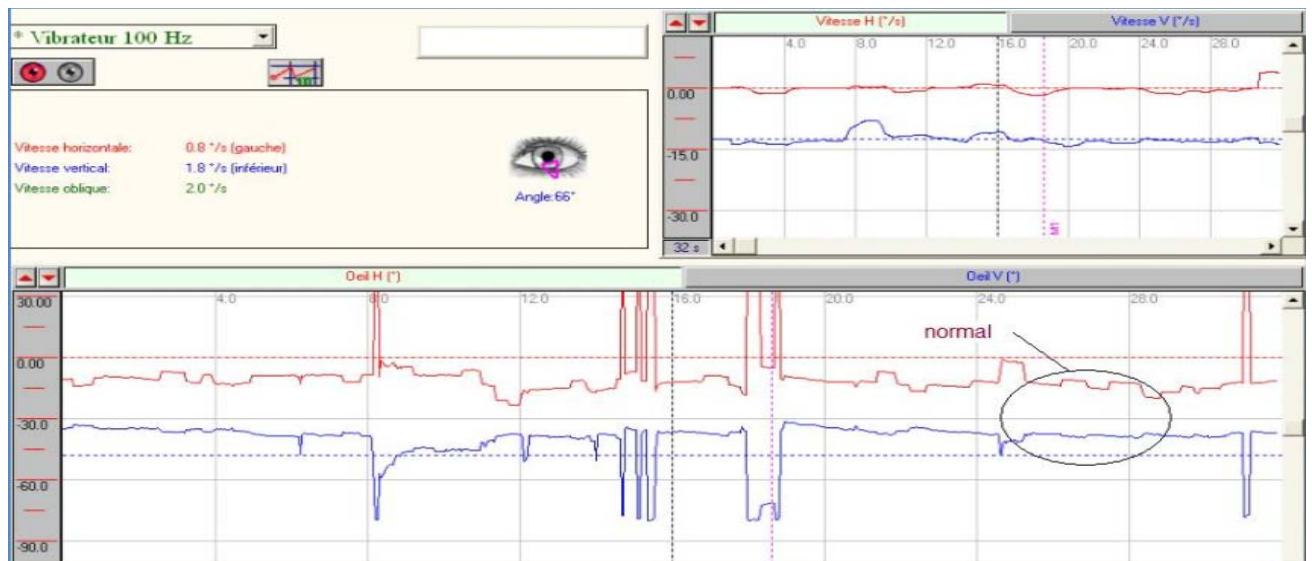 * Vibrateur 100 Hz
Vitesse horizontale: 0.8 °/s (gauche)
Vitesse vertical: 1.8 °/s (inférieur)
Vitesse oblique: 2.0 °/s
Angle:66°
Vitesse H (°/s) Vitesse V (°/s)
4.0 8.0 12.0 16.0 20.0 24.0 28.0
0.00
-15.0
-30.0
M1
32 s
Oeil H (°) Oeil V (°)
4.0 8.0 12.0 16.0 20.0 24.0 28.0
30.00
0.00
-30.0
-60.0
-90.0
normal